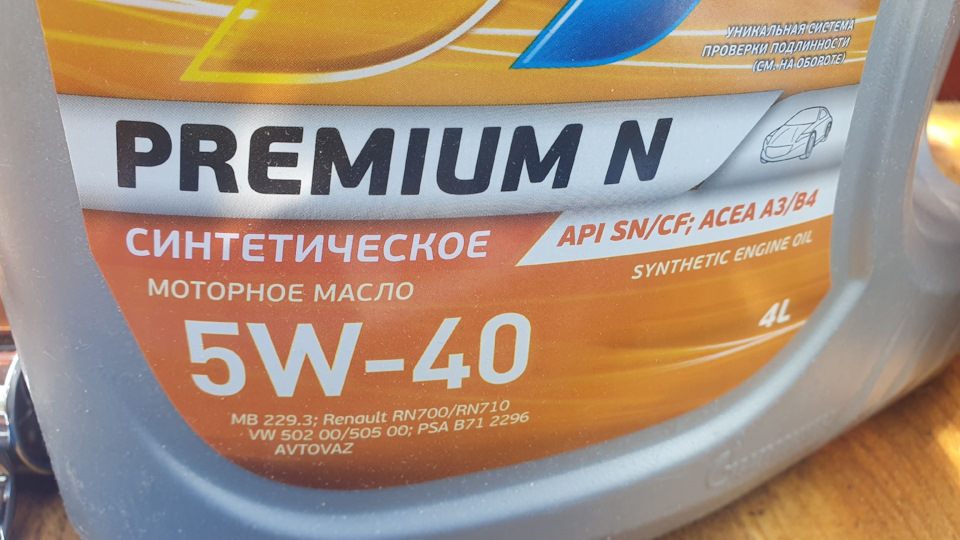 УНИКАЛЬНАЯ СИСТЕМА
ПРОВЕРКИ ПОДЛИННОСТИ
(СМ. НА ОБОРОТЕ)
PREMIUM N
СИНТЕТИЧЕСКОЕ
API SN/CF; ACEA A3/B4
МОТОРНОЕ МАСЛО
SYNTHETIC ENGINE OIL
5W-40
4L
MB 229.3; Renault RN700/RN710
VW 502 00/505 00; PSA B71 2296
AVTOVAZ